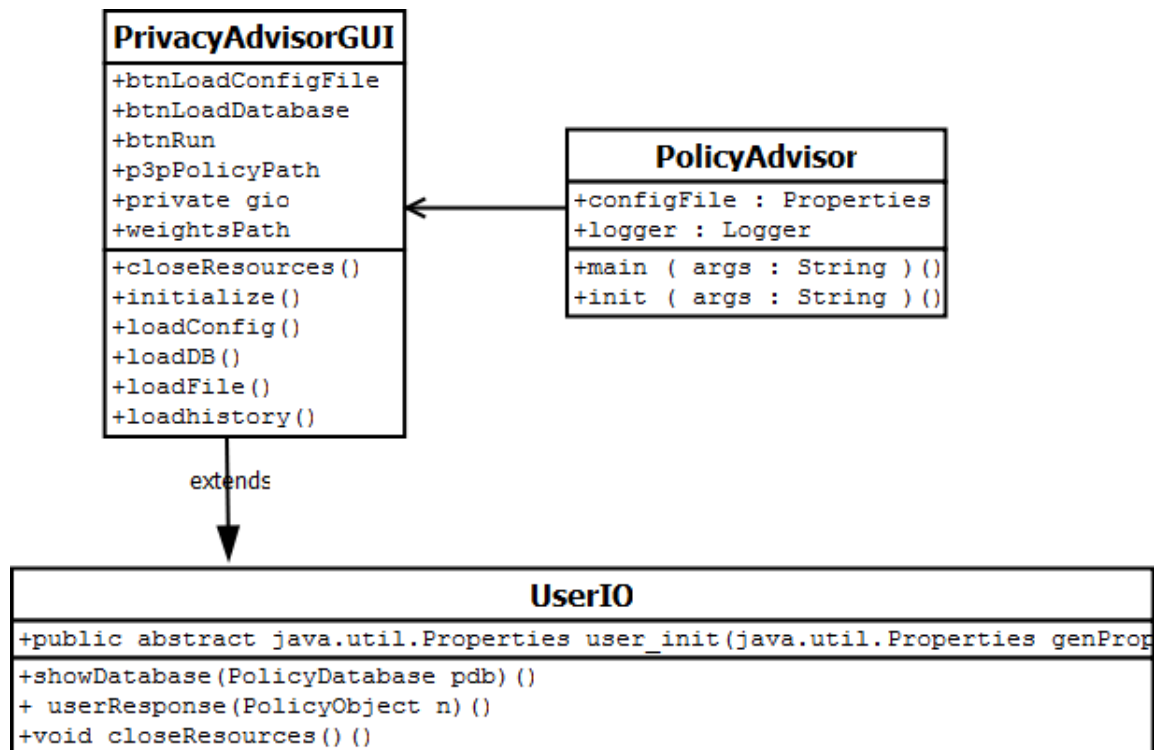 PrivacyAdvisorGUI
+btnLoadConfigFile
+btnLoadDatabase
+btnRun
+p3pPolicyPath
+private gio
+weightsPath
+closeResources()
+initialize()
+loadConfig()
+loadDB()
+loadFile()
+loadhistory()
PolicyAdvisor
+configFile : Properties
+logger : Logger
+main ( args : String )()
+init ( args : String )()
extends
UserIO
+public abstract java.util.Properties user_init(java.util.Properties genProp
+showDatabase(PolicyDatabase pdb)()
+ userResponse(PolicyObject n)()
+void closeResources()()